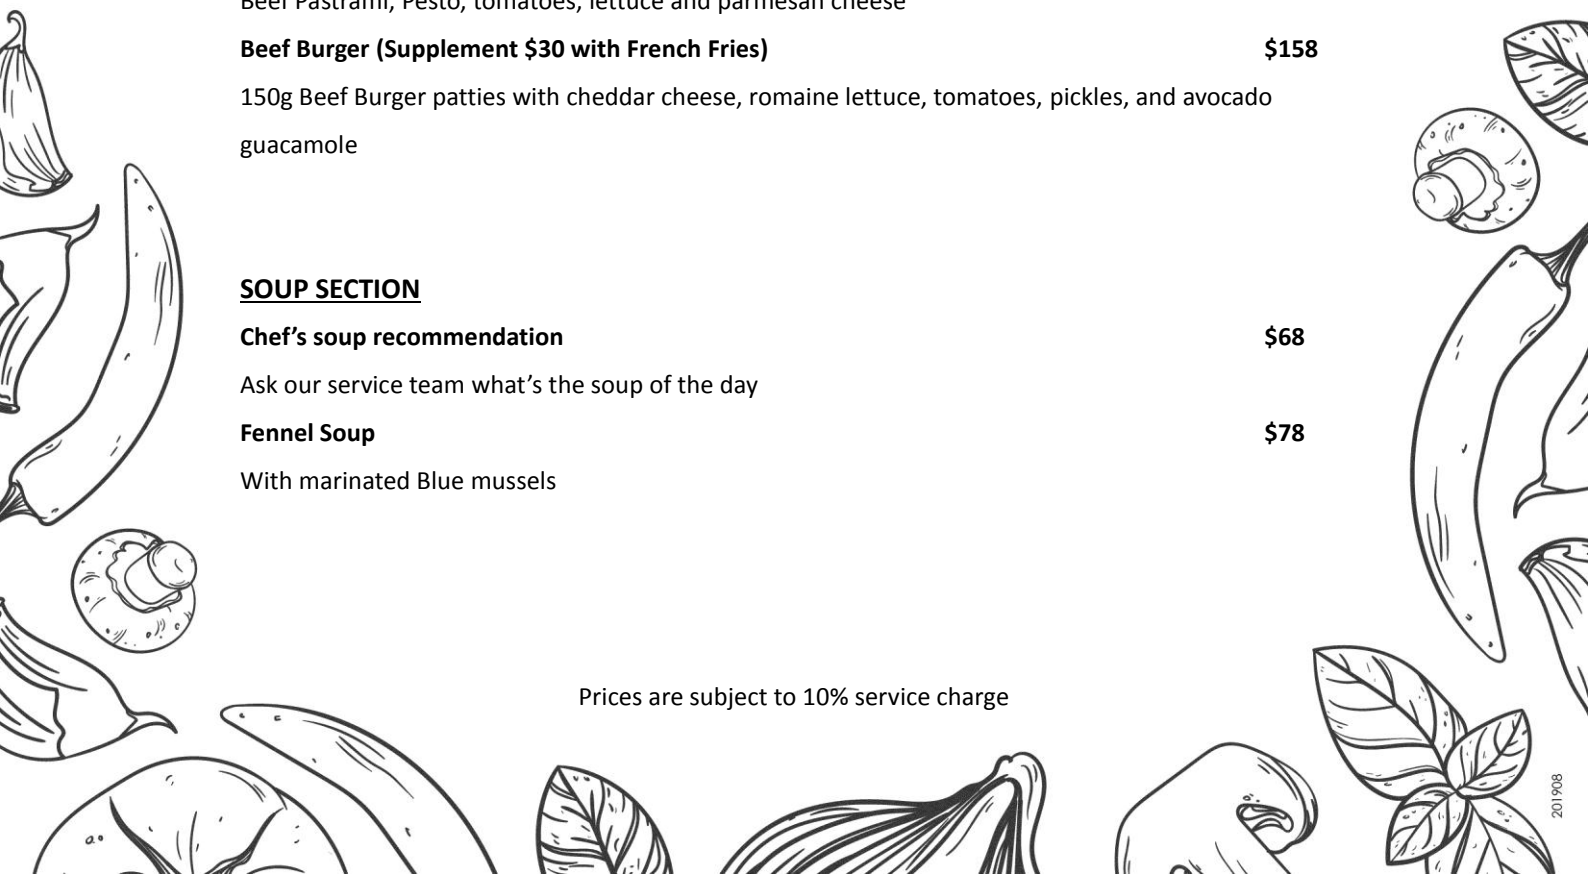 Beef Pastrami, Pesto, tomatoes, lettuce and parmesan cheese
Beef Burger (Supplement $30 with French Fries) $158
150g Beef Burger patties with cheddar cheese, romaine lettuce, tomatoes, pickles, and avocado
guacamole
SOUP SECTION
Chef’s soup recommendation $68
Ask our service team what’s the soup of the day
Fennel Soup $78
With marinated Blue mussels
Prices are subject to 10% service charge
201908